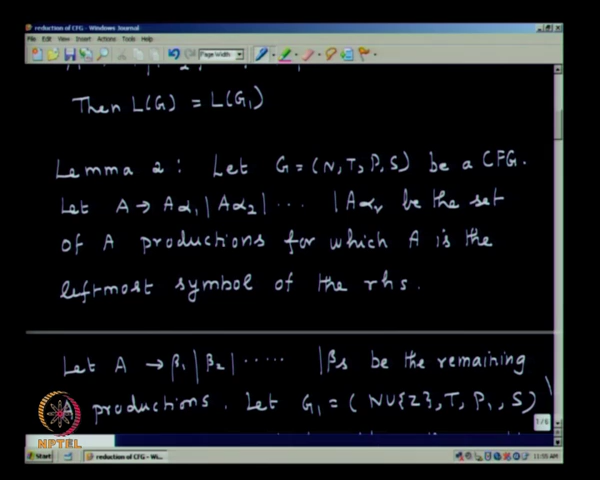 reduction of CFG - Windows Journal
File Edit View Insert Actions Tools Help
Page Width
Then L(G) = L(G₁)
Lemma 2 : Let G = (N, T, P, S) be a CFG.
Let A → Aα₁ | Aα₂ | ··· | Aαᵣ be the set
of A productions for which A is the
leftmost symbol of the rhs.
Let A → β₁ | β₂ | ····· | βs be the remaining
A productions. Let G₁ = ( N∪{Z}, T, P₁, S)
1/6
NPTEL
Start
reduction of CFG - Wi...
11:55 AM